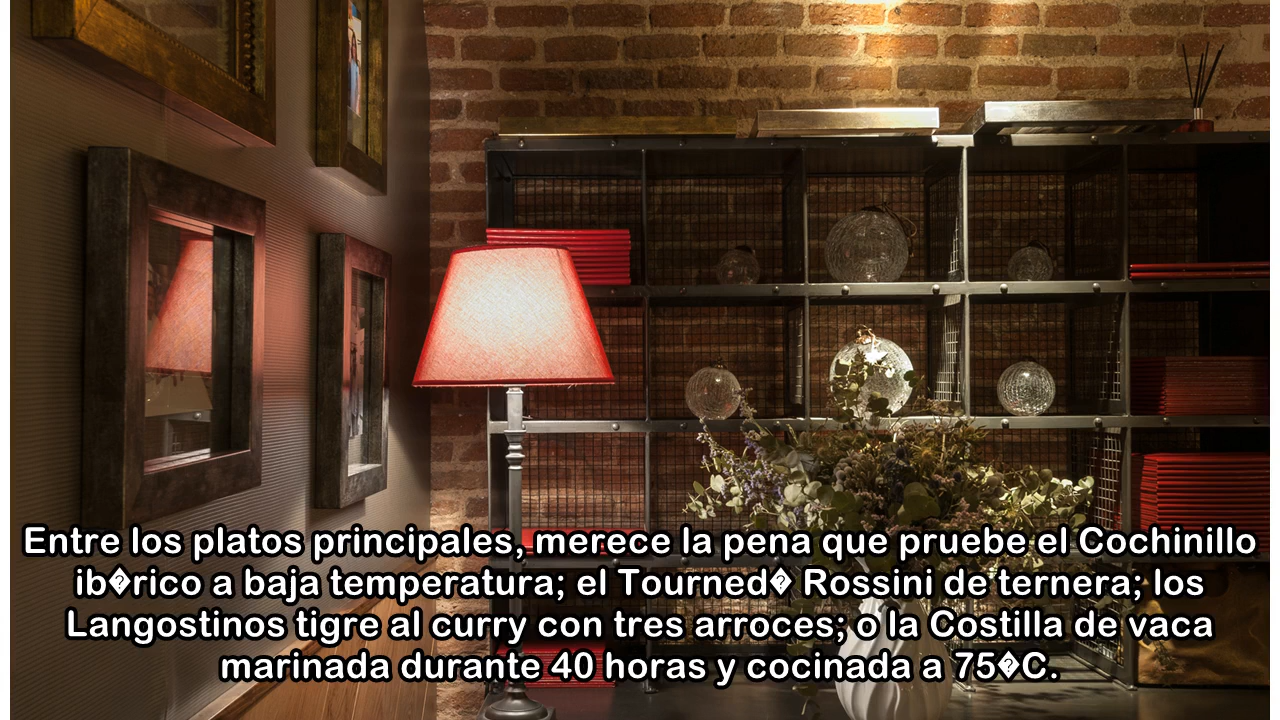 Entre los platos principales, merece la pena que pruebe el Cochinillo
ib�rico a baja temperatura; el Tourned� Rossini de ternera; los
Langostinos tigre al curry con tres arroces; o la Costilla de vaca
marinada durante 40 horas y cocinada a 75�C.